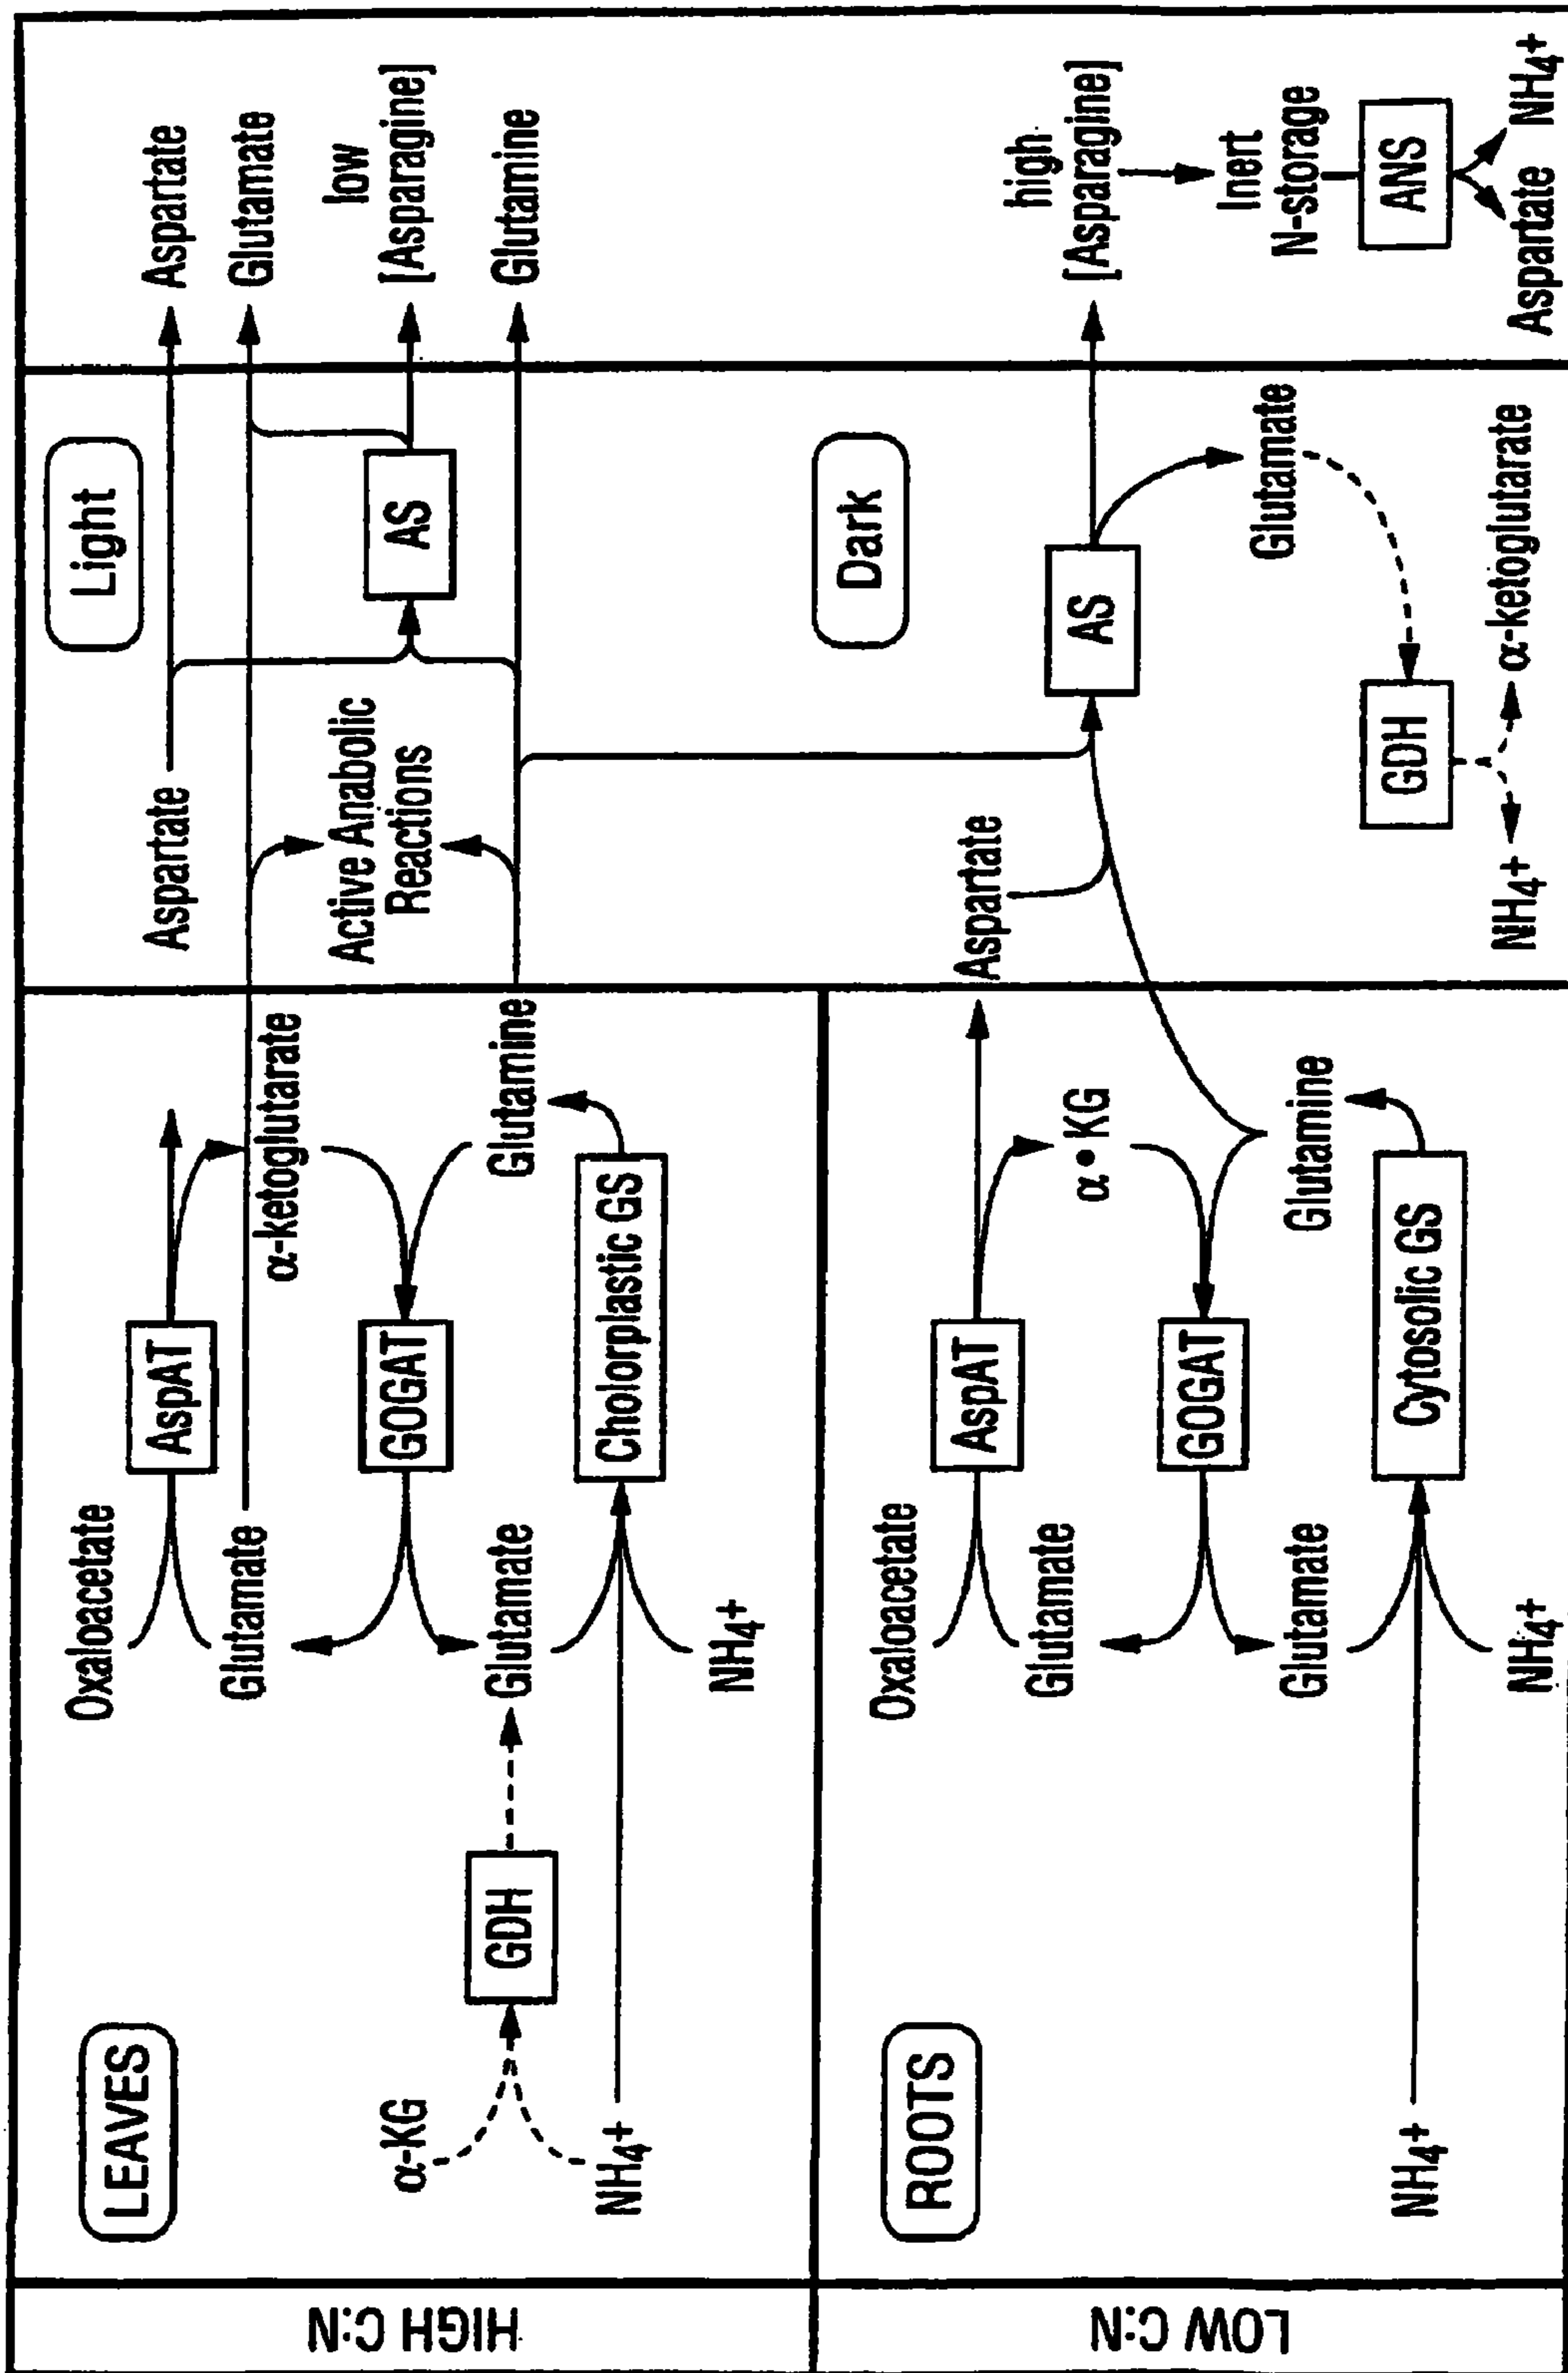 HIGH C:N
LEAVES
Oxaloacetate
Glutamate
AspAT
α-ketoglutarate
GOGAT
α-KG
NH₄+
GDH
Glutamate
NH₄+
Cholorplastic GS
Glutamine
Light
Aspartate
Active Anabolic
Reactions
AS
Aspartate
Glutamate
low
[Asparagine]
Glutamine
LOW C:N
ROOTS
Oxaloacetate
Glutamate
AspAT
α•KG
GOGAT
Glutamate
NH₄+
NH₄+
Cytosolic GS
Glutamine
Dark
Aspartate
AS
Glutamate
GDH
NH₄+
α-ketoglutarate
high
[Asparagine]
Inert
N-storage
ANS
Aspartate
NH₄+